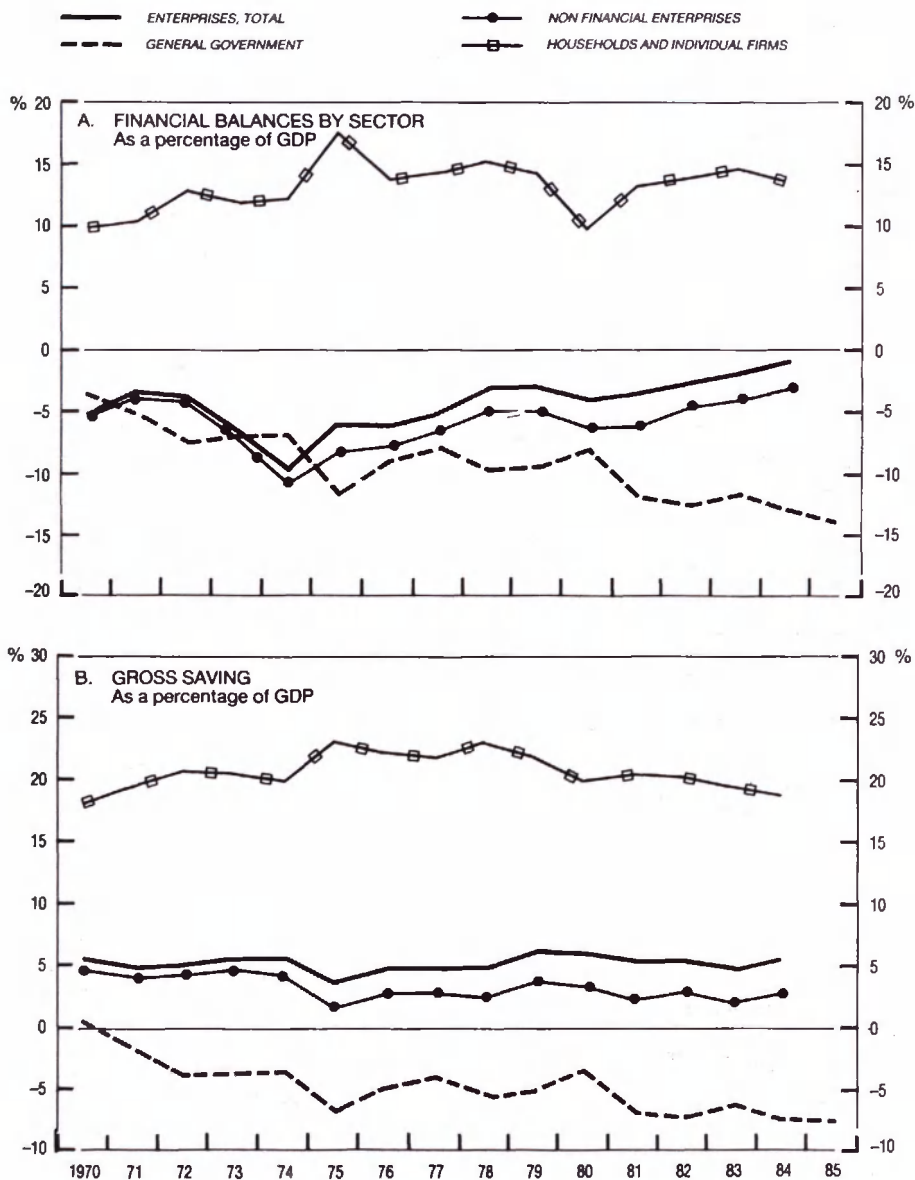 ENTERPRISES, TOTAL
NON FINANCIAL ENTERPRISES
GENERAL GOVERNMENT
HOUSEHOLDS AND INDIVIDUAL FIRMS
% 20 20 %
A. FINANCIAL BALANCES BY SECTOR
As a percentage of GDP
15 15
10 10
5 5
0 0
-5 -5
-10 -10
-15 -15
-20 -20
% 30 30 %
B. GROSS SAVING
As a percentage of GDP
25 25
20 20
15 15
10 10
5 5
0 0
-5 -5
-10 -10
1970 71 72 73 74 75 76 77 78 79 80 81 82 83 84 85